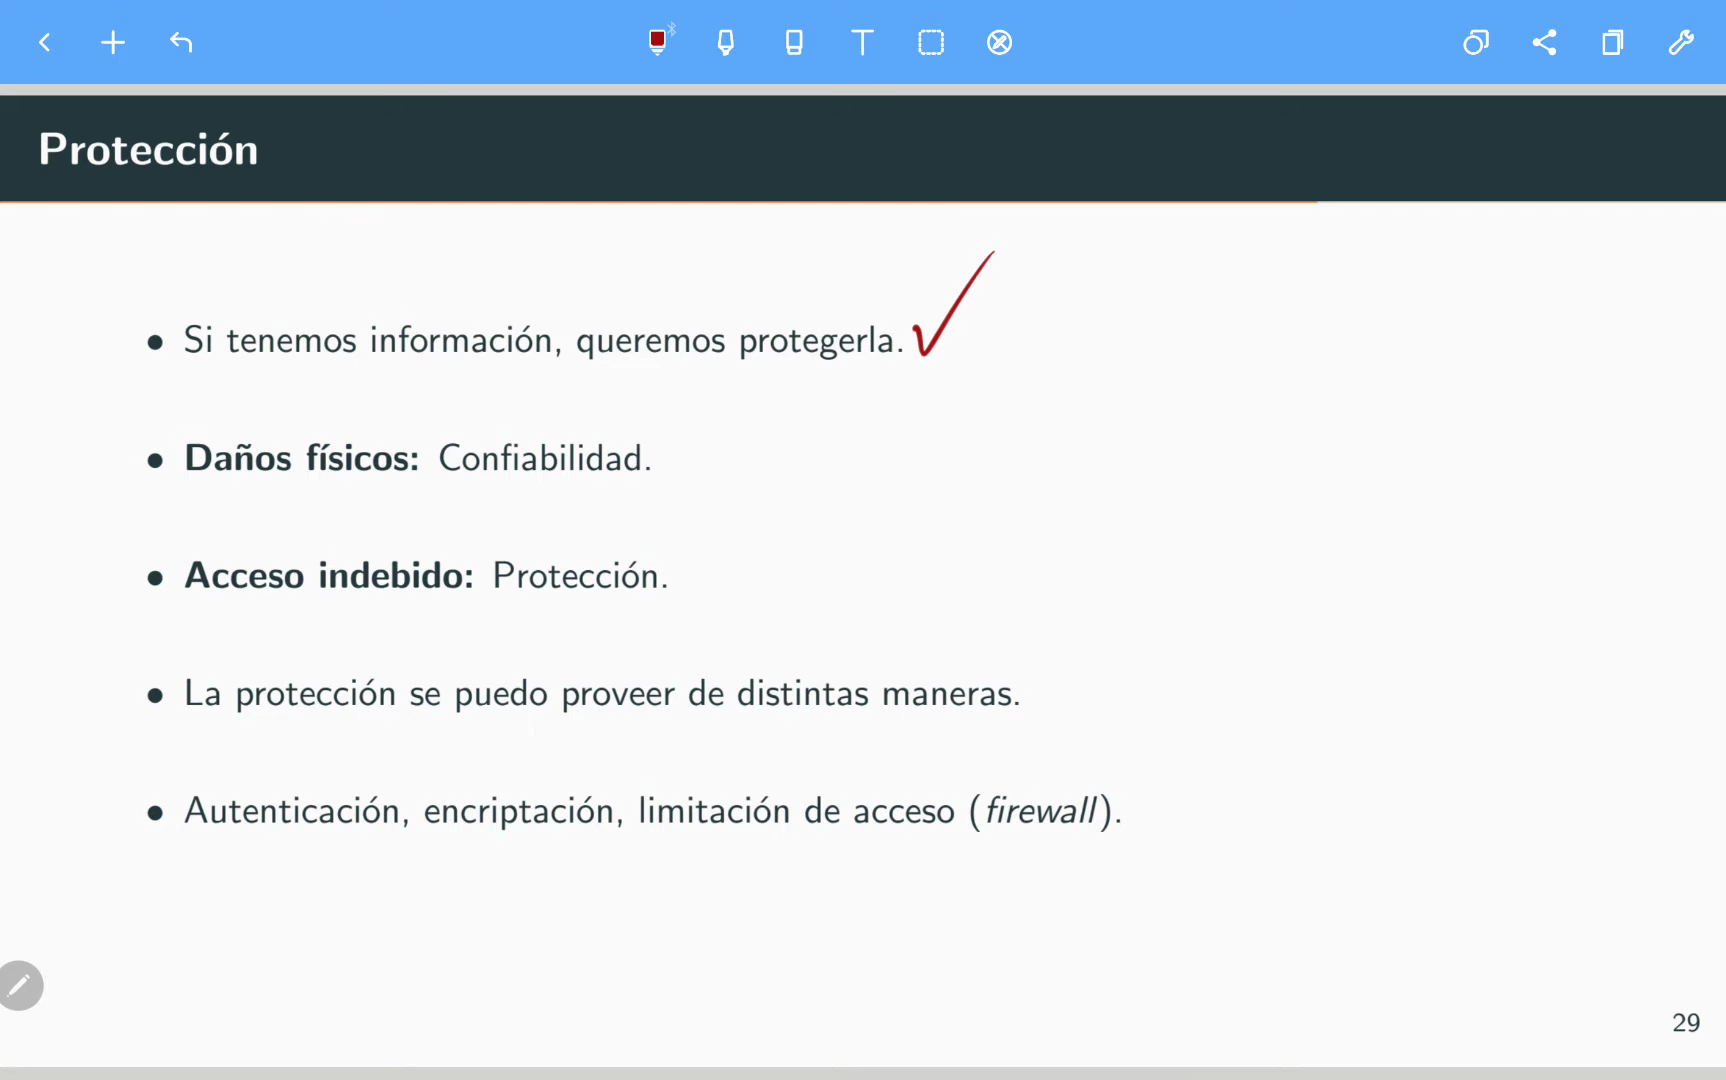 Protección
• Si tenemos información, queremos protegerla.
• Daños físicos: Confiabilidad.
• Acceso indebido: Protección.
• La protección se puedo proveer de distintas maneras.
• Autenticación, encriptación, limitación de acceso (firewall).
29